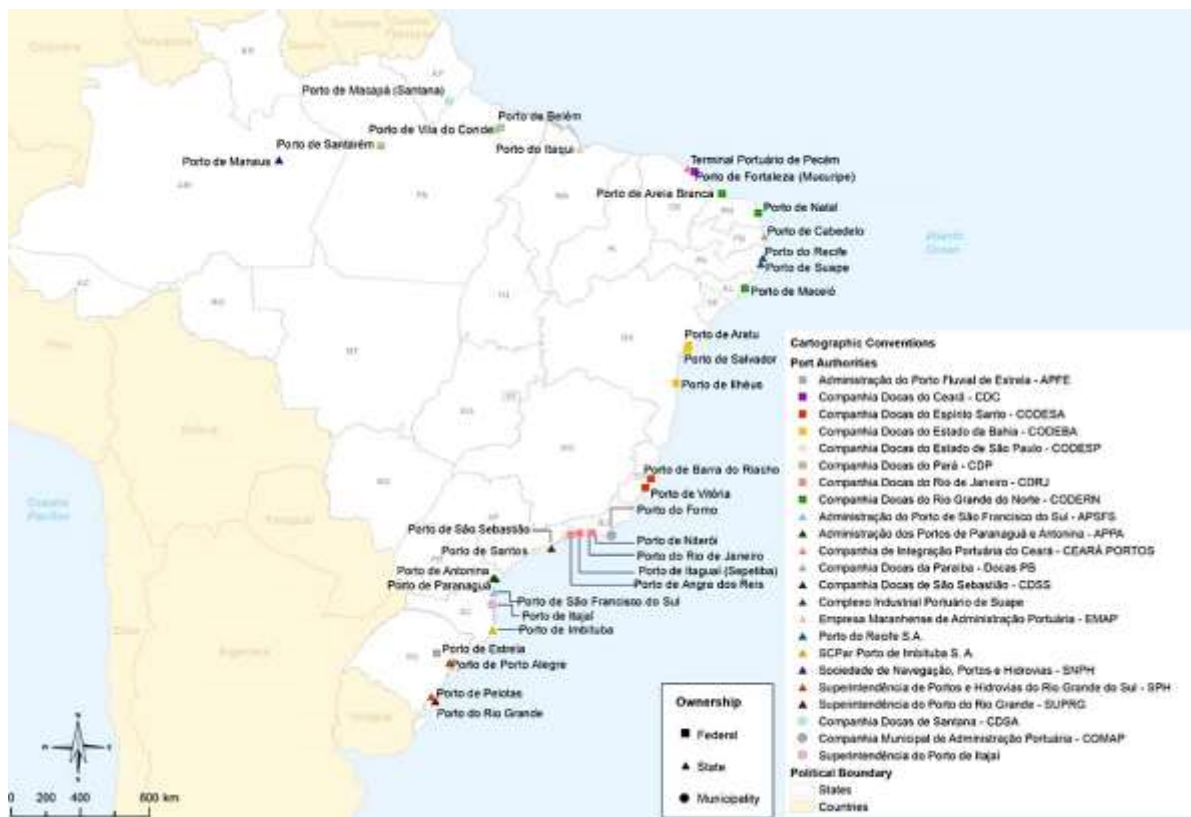 Porto de Macapá (Santana)
Porto de Belém
Porto de Vila do Conde
Porto de Santarém
Porto do Itaqui
Porto de Manaus
Terminal Portuário de Pecém
Porto de Fortaleza (Mucuripe)
Porto de Areia Branca
Porto de Natal
Porto de Cabedelo
Porto do Recife
Porto de Suape
Porto de Maceió
Atlantic
Ocean
Porto de Aratu
Porto de Salvador
Porto de Ilhéus
Porto de Barra do Riacho
Porto de Vitória
Porto do Forno
Porto de São Sebastião
Porto de Santos
Porto de Niterói
Porto do Rio de Janeiro
Porto de Itaguaí (Sepetiba)
Porto de Angra dos Reis
Porto de Antonina
Porto de Paranaguá
Porto de São Francisco do Sul
Porto de Itajaí
Porto de Imbituba
Porto de Estrela
Porto de Porto Alegre
Porto de Pelotas
Porto do Rio Grande
Argentina
Cartographic Conventions
Port Authorities
Administração do Porto Fluvial de Estrela - APFE
Companhia Docas do Ceará - CDC
Companhia Docas do Espírito Santo - CODESA
Companhia Docas do Estado da Bahia - CODEBA
Companhia Docas do Estado de São Paulo - CODESP
Companhia Docas do Pará - CDP
Companhia Docas do Rio de Janeiro - CDRJ
Companhia Docas do Rio Grande do Norte - CODERN
Administração do Porto de São Francisco do Sul - APSFS
Administração dos Portos de Paranaguá e Antonina - APPA
Companhia de Integração Portuária do Ceará - CEARÁ PORTOS
Companhia Docas da Paraíba - Docas PB
Companhia Docas de São Sebastião - CDSS
Complexo Industrial Portuário de Suape
Empresa Maranhense de Administração Portuária - EMAP
Porto do Recife S.A.
SCPar Porto de Imbituba S. A.
Sociedade de Navegação, Portos e Hidrovias - SNPH
Superintendência de Portos e Hidrovias do Rio Grande do Sul - SPH
Superintendência do Porto do Rio Grande - SUPRG
Companhia Docas de Santana - CDSA
Companhia Municipal de Administração Portuária - COMAP
Superintendência do Porto de Itajaí
Political Boundary
States
Countries
Ownership
Federal
State
Municipality
0 200 400 800 km